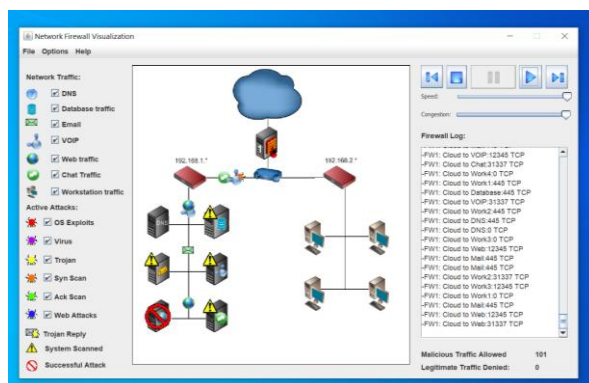 Network Firewall Visualization
File Options Help
Network Traffic:
DNS
Database traffic
Email
VOIP
Web traffic
Chat Traffic
Workstation traffic
Active Attacks:
OS Exploits
Virus
Trojan
Syn Scan
Ack Scan
Web Attacks
Trojan Reply
System Scanned
Successful Attack
192.168.1.*
192.168.2.*
DNS
Speed:
Congestion:
Firewall Log:
-FW1: Cloud to VOIP:12345 TCP
-FW1: Cloud to Chat:31337 TCP
-FW1: Cloud to Work4:0 TCP
-FW1: Cloud to Work1:445 TCP
-FW1: Cloud to Database:445 TCP
-FW1: Cloud to VOIP:31337 TCP
-FW1: Cloud to Work2:445 TCP
-FW1: Cloud to DNS:445 TCP
-FW1: Cloud to DNS:0 TCP
-FW1: Cloud to Work3:0 TCP
-FW1: Cloud to Web:12345 TCP
-FW1: Cloud to Mail:445 TCP
-FW1: Cloud to Mail:445 TCP
-FW1: Cloud to Work2:31337 TCP
-FW1: Cloud to Work3:12345 TCP
-FW1: Cloud to Work1:0 TCP
-FW1: Cloud to Mail:445 TCP
-FW1: Cloud to Web:12345 TCP
-FW1: Cloud to Web:31337 TCP
Malicious Traffic Allowed 101
Legitimate Traffic Denied: 0